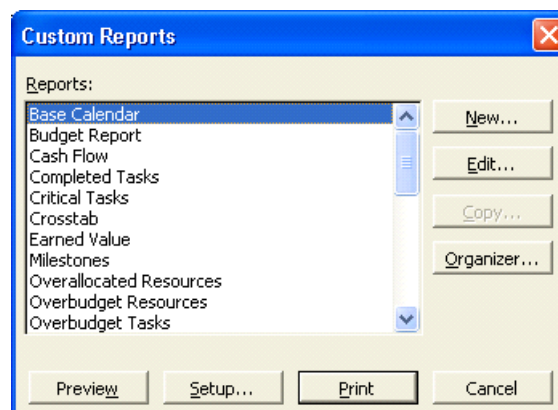 Custom Reports
Reports:
Base Calendar
Budget Report
Cash Flow
Completed Tasks
Critical Tasks
Crosstab
Earned Value
Milestones
Overallocated Resources
Overbudget Resources
Overbudget Tasks
New...
Edit...
Copy...
Organizer...
Preview Setup... Print Cancel